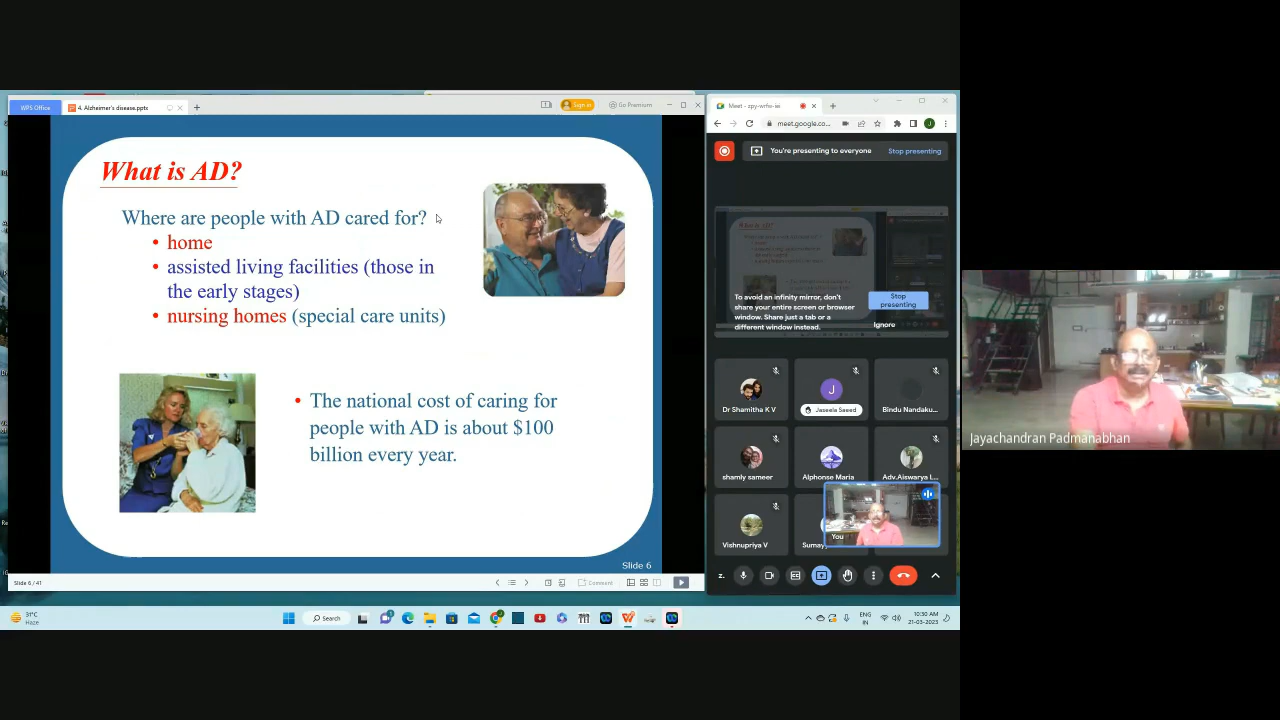 WPS Office
4. Alzheimer's disease.pptx
Sign in
Go Premium
What is AD?
Where are people with AD cared for?
• home
• assisted living facilities (those in
the early stages)
• nursing homes (special care units)
• The national cost of caring for
people with AD is about $100
billion every year.
Slide 6
Slide 6 / 41
Comment
Meet - zpy-wrfw-iei
meet.google.co...
J
You're presenting to everyone
Stop presenting
To avoid an infinity mirror, don't
share your entire screen or browser
window. Share just a tab or a
different window instead.
Stop
presenting
Ignore
Dr Shamitha K V
J
Jaseela Saeed
Bindu Nandaku...
shamly sameer
Alphonse Maria
Adv.Aiswarya L...
Vishnupriya V
You
z.
31°C
Haze
Search
ENG
IN
10:30 AM
21-03-2023
Jayachandran Padmanabhan